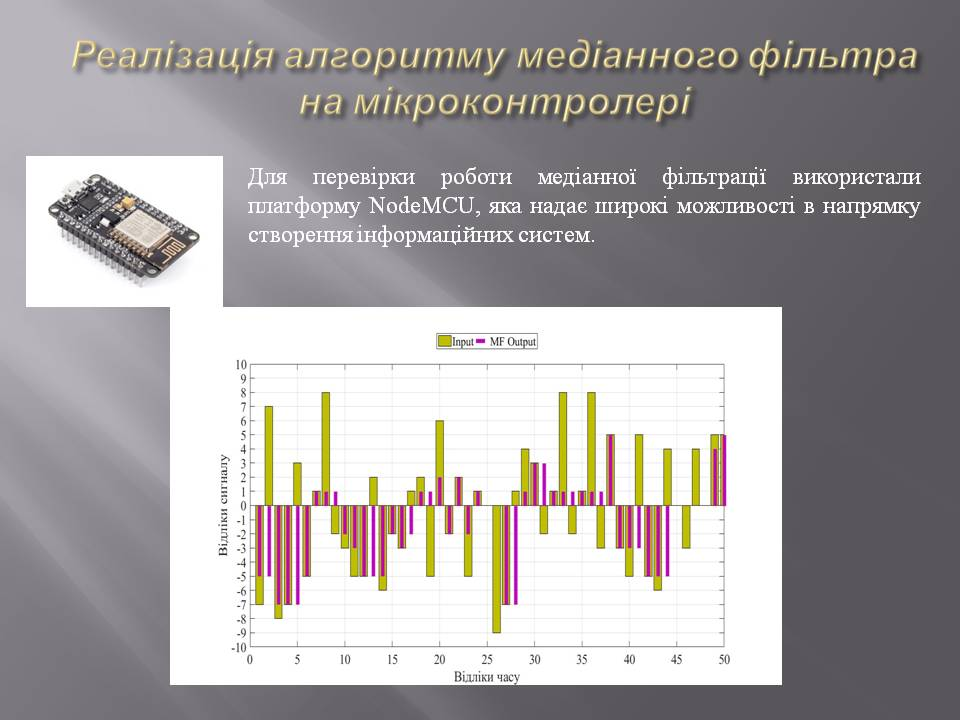 Реалізація алгоритму медіанного фільтра
на мікроконтролері
Для перевірки роботи медіанної фільтрації використали
платформу NodeMCU, яка надає широкі можливості в напрямку
створення інформаційних систем.
Input MF Output
10
9
8
7
6
5
4
3
2
1
0
-1
-2
-3
-4
-5
-6
-7
-8
-9
-10
Відліки сигналу
0 5 10 15 20 25 30 35 40 45 50
Відліки часу